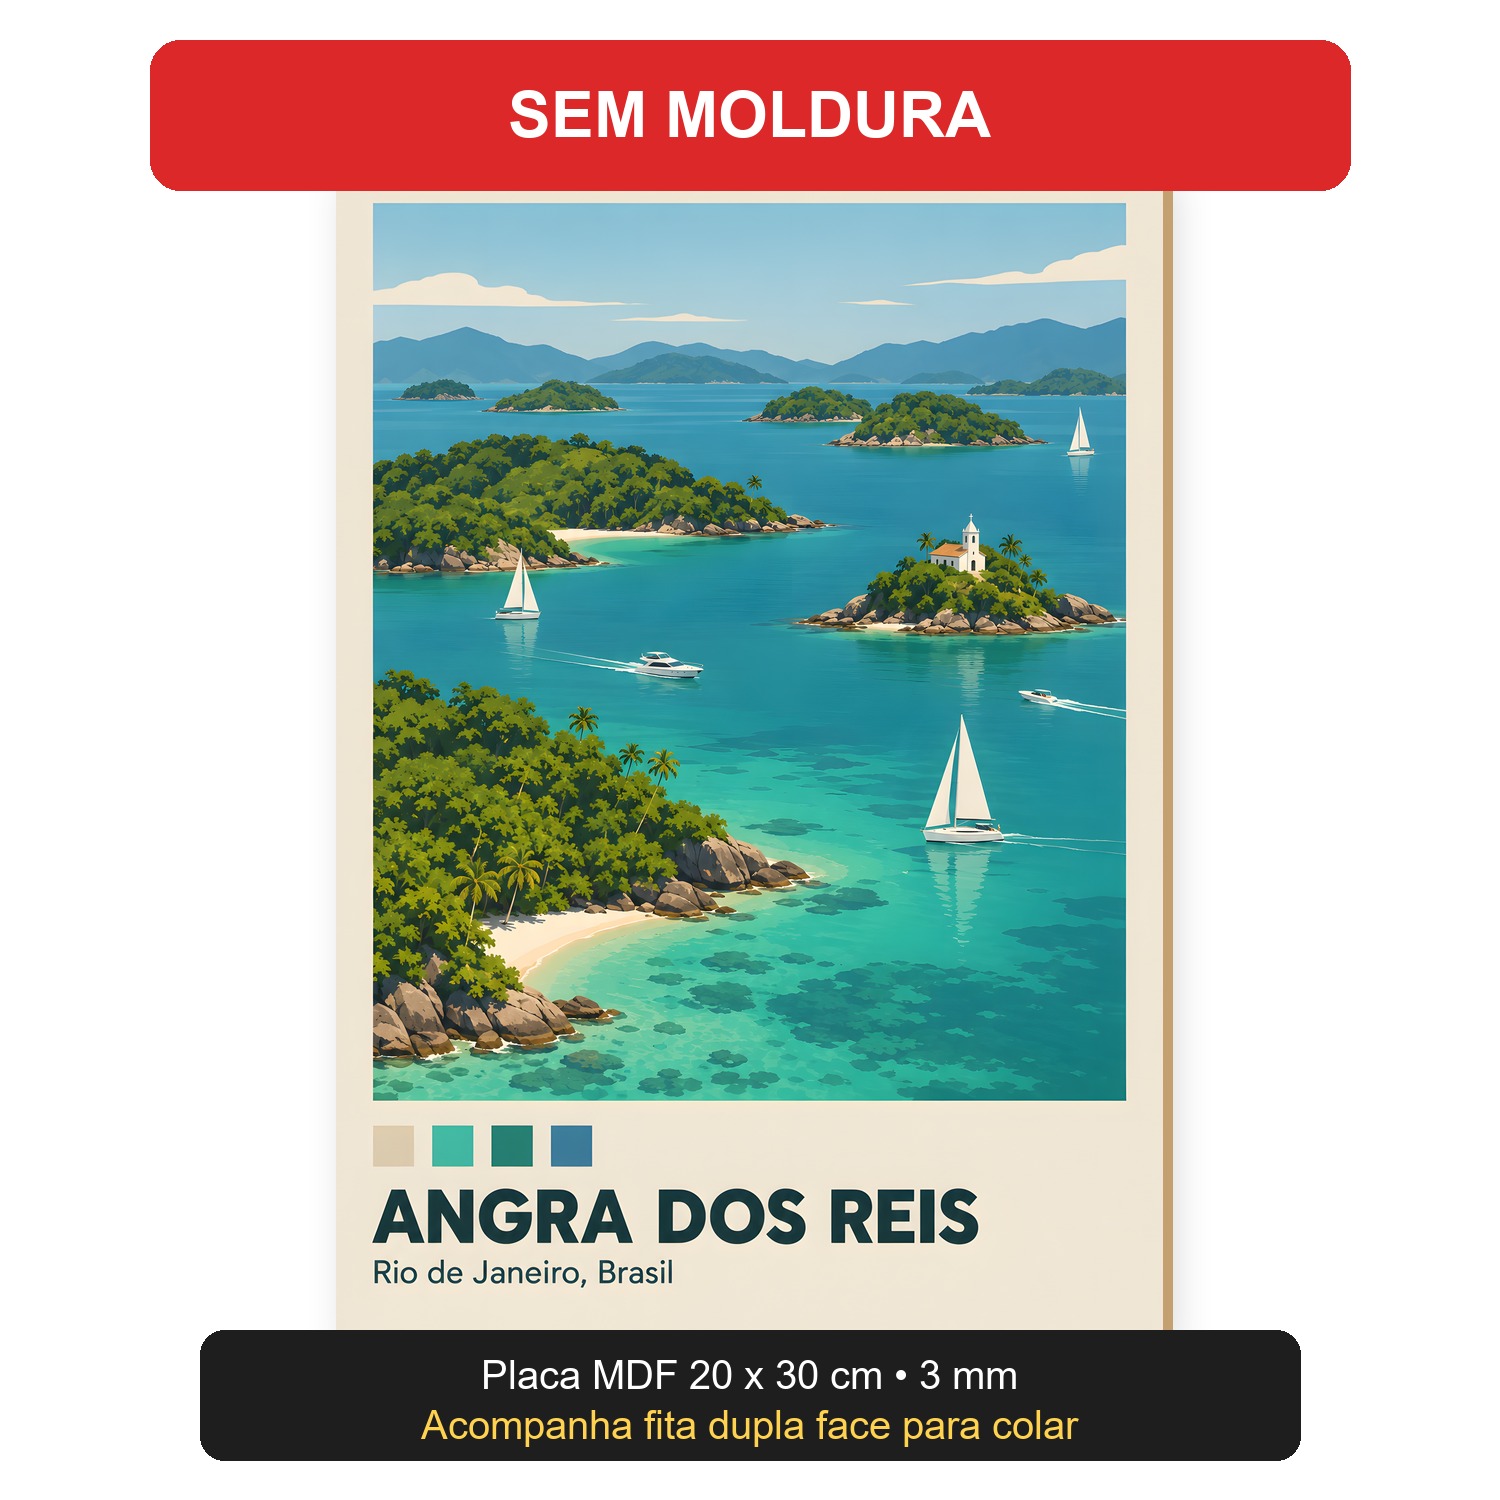 SEM MOLDURA
ANGRA DOS REIS
Rio de Janeiro, Brasil
Placa MDF 20 x 30 cm • 3 mm
Acompanha fita dupla face para colar